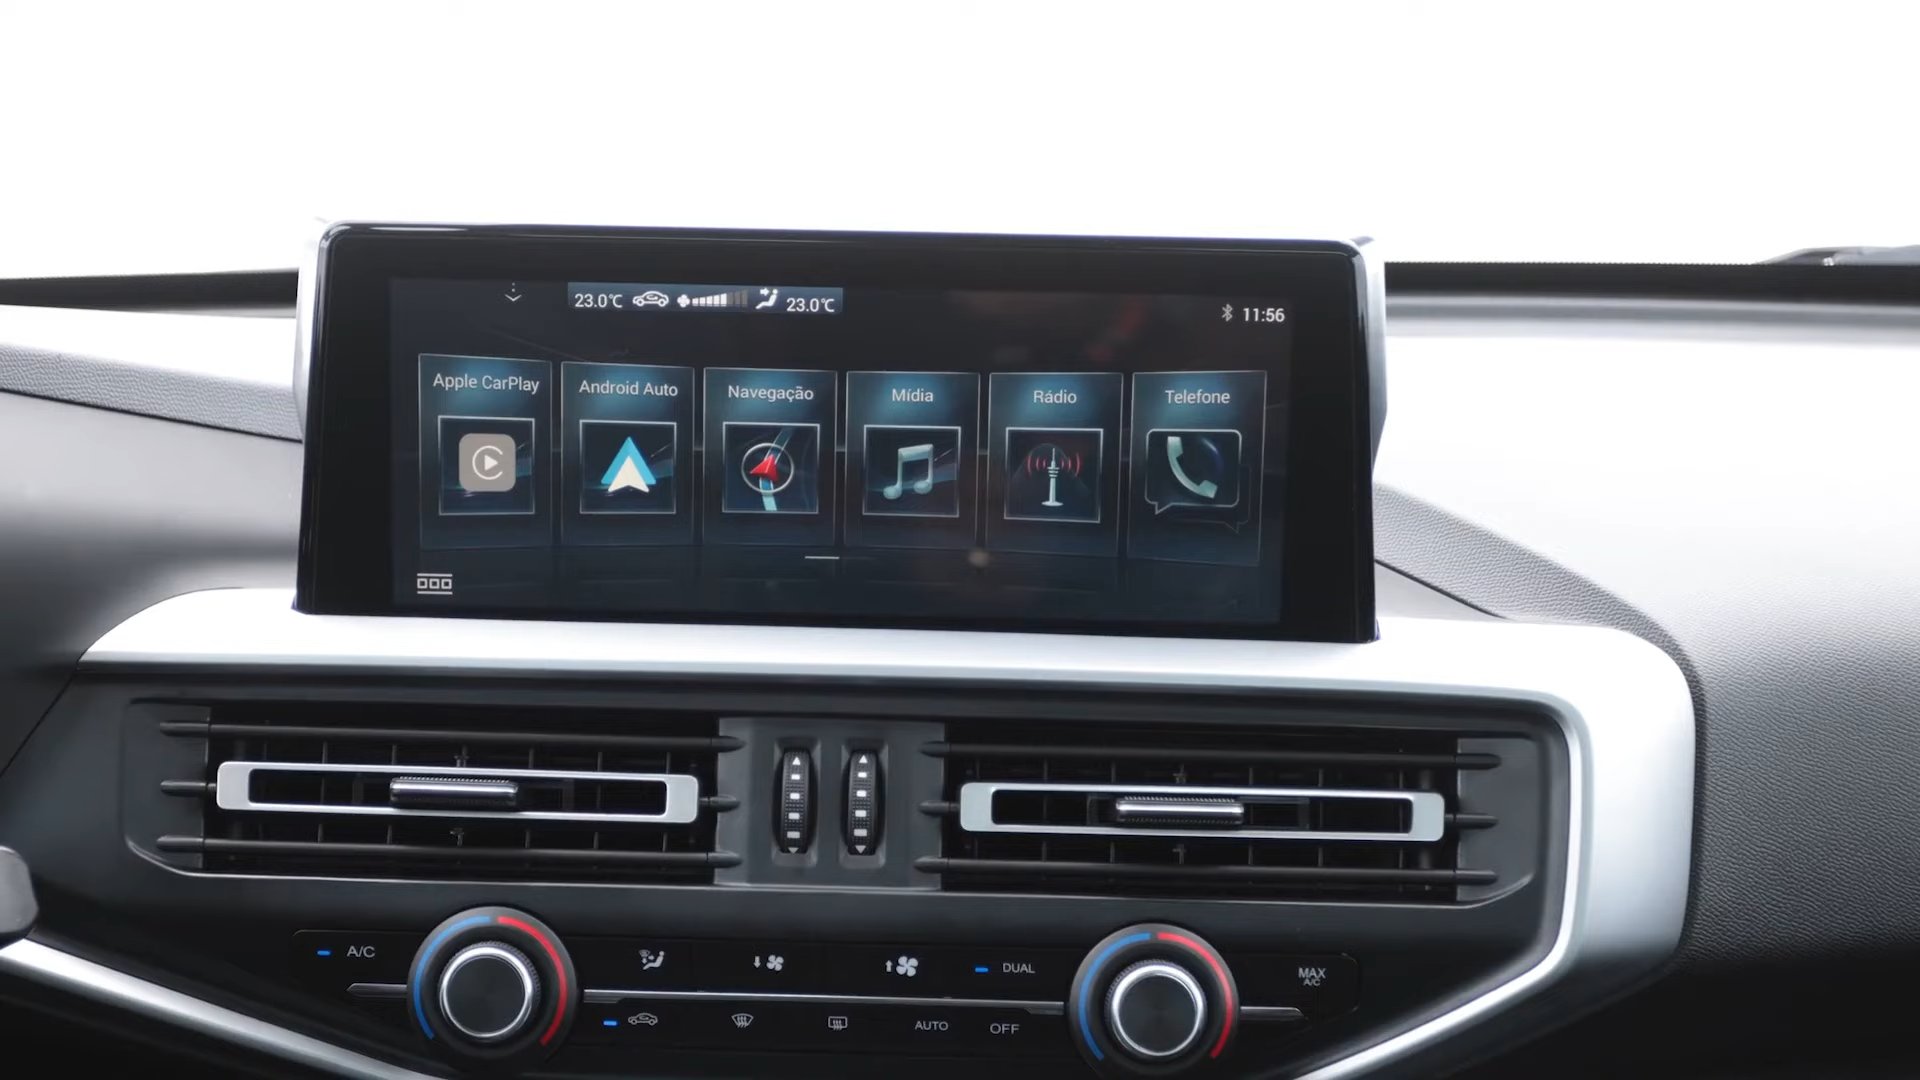 23.0℃ 23.0℃
11:56
Apple CarPlay
Android Auto
Navegação
Mídia
Rádio
Telefone
A/C
DUAL
MAX
A/C
AUTO
OFF